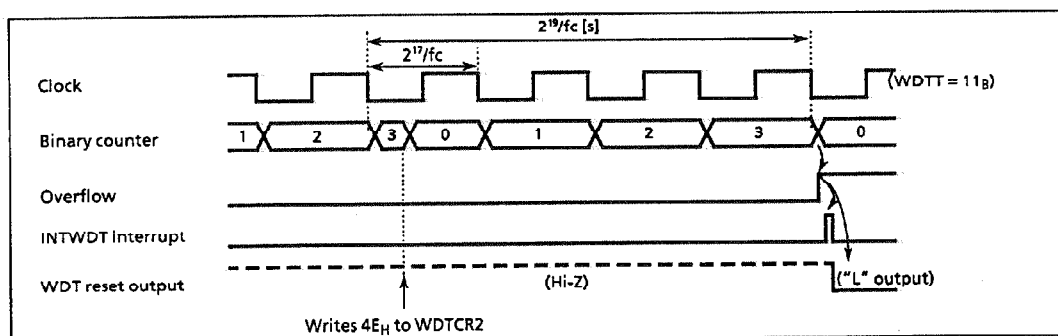 2¹⁹/fc [s]
2¹⁷/fc
Clock
(WDTT = 11B)
Binary counter
1 2 3 0 1 2 3 0
Overflow
INTWDT interrupt
WDT reset output
(Hi-Z)
("L" output)
Writes 4EH to WDTCR2